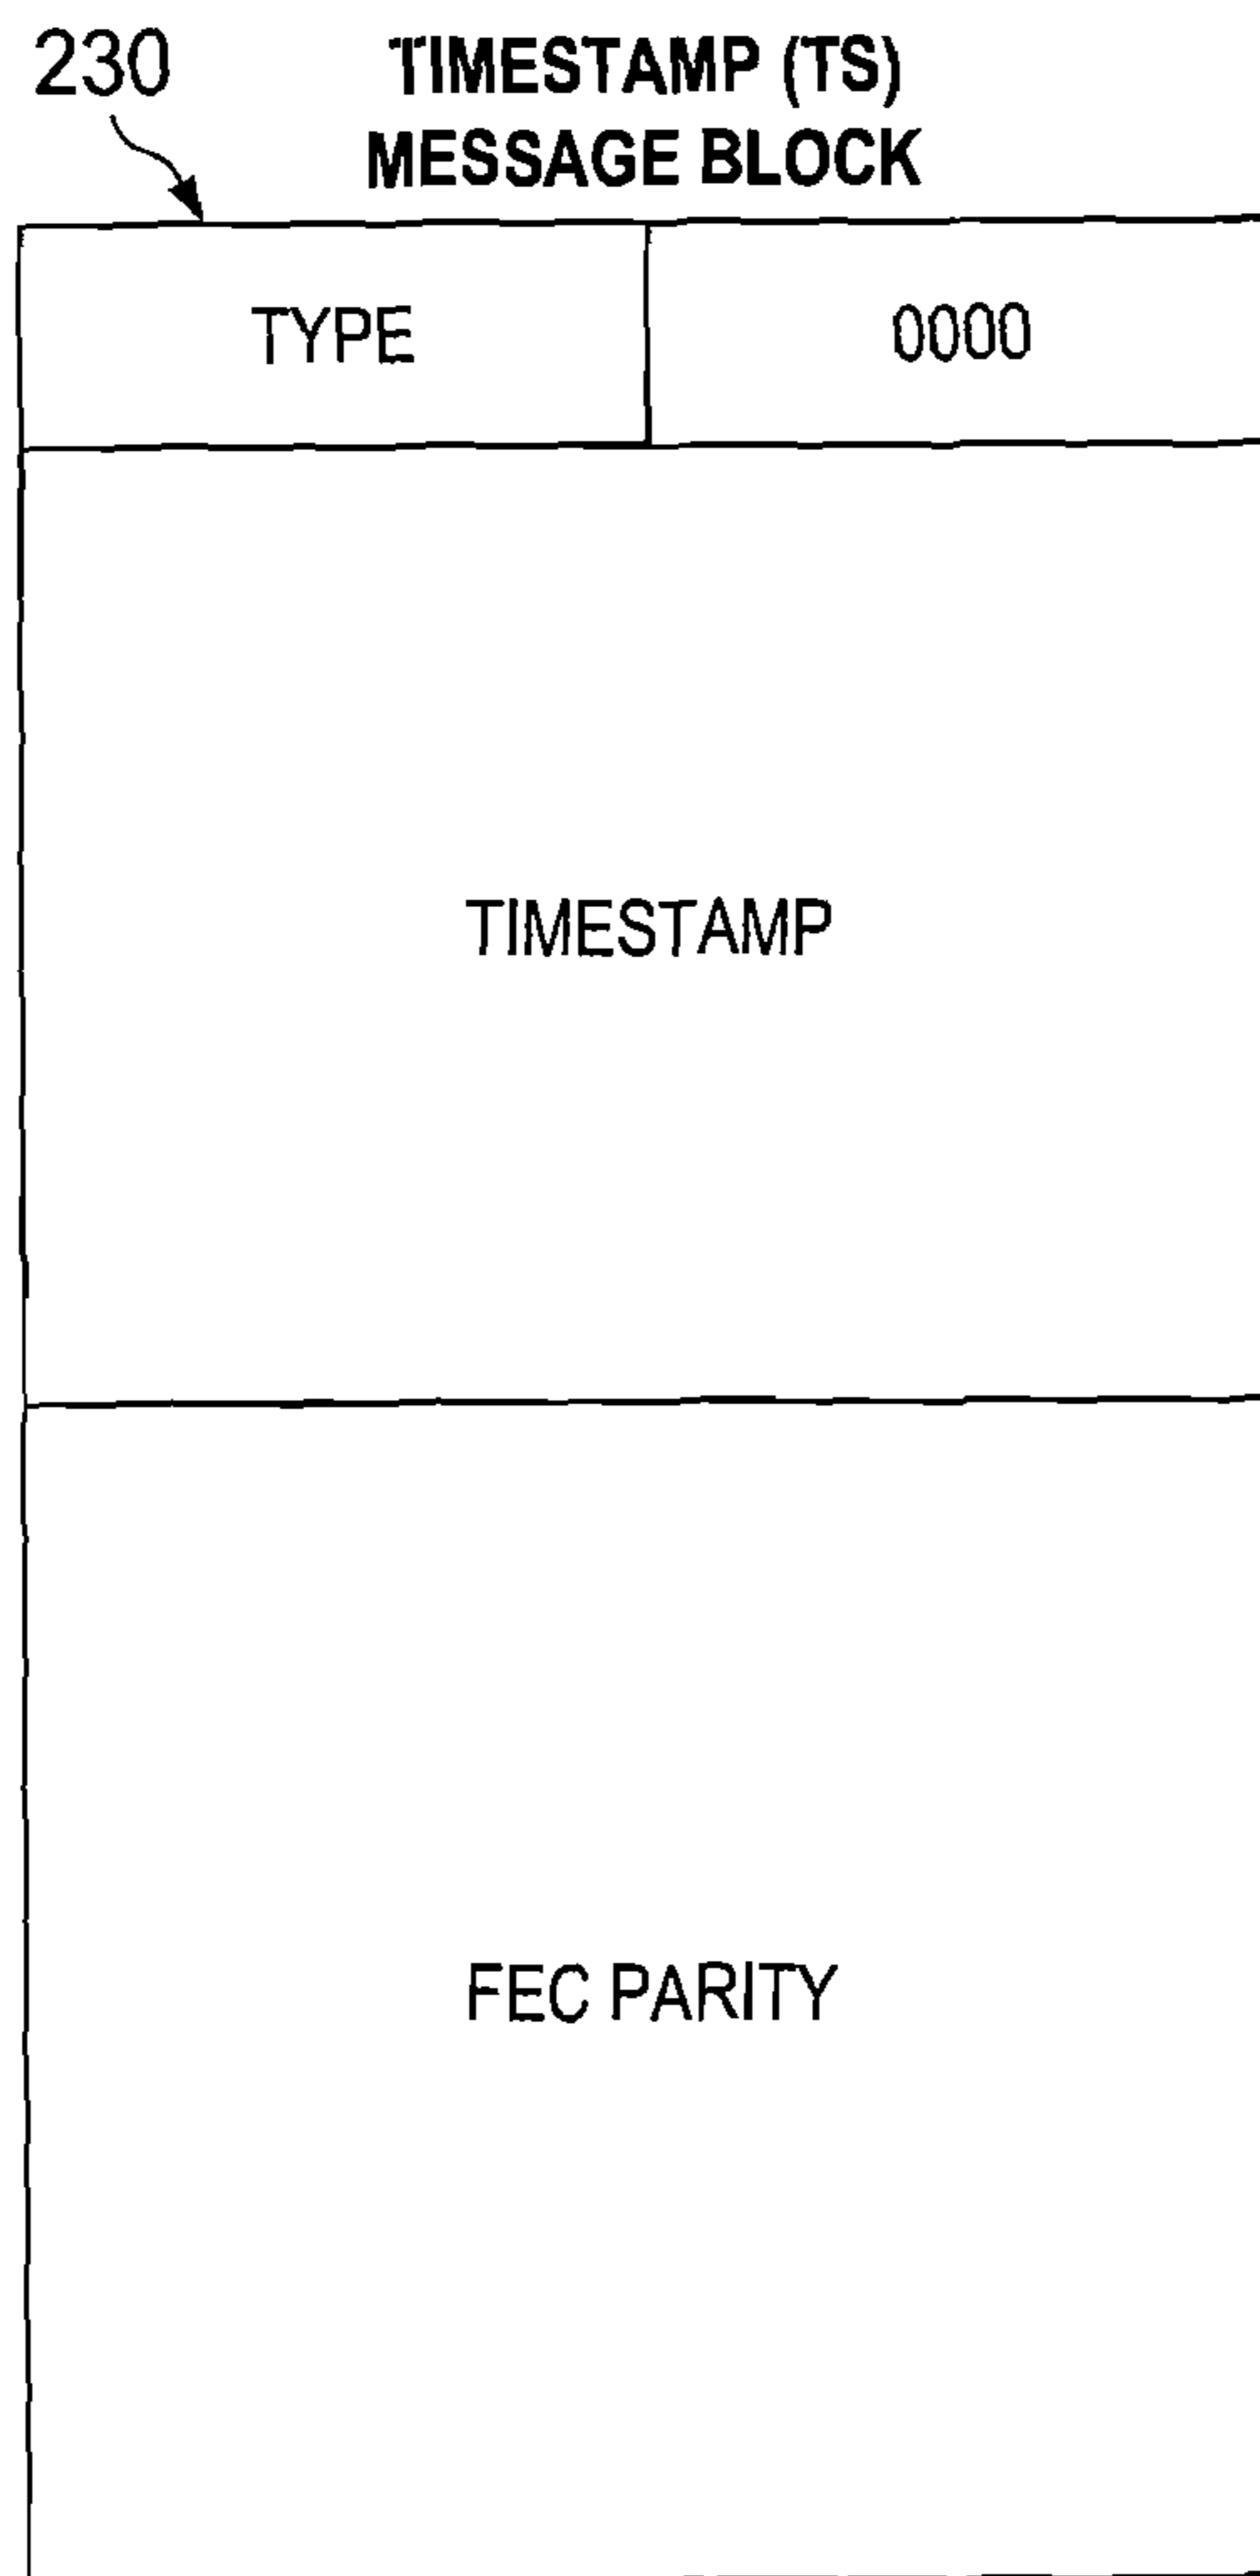 230
TIMESTAMP (TS)
MESSAGE BLOCK
TYPE
0000
TIMESTAMP
FEC PARITY